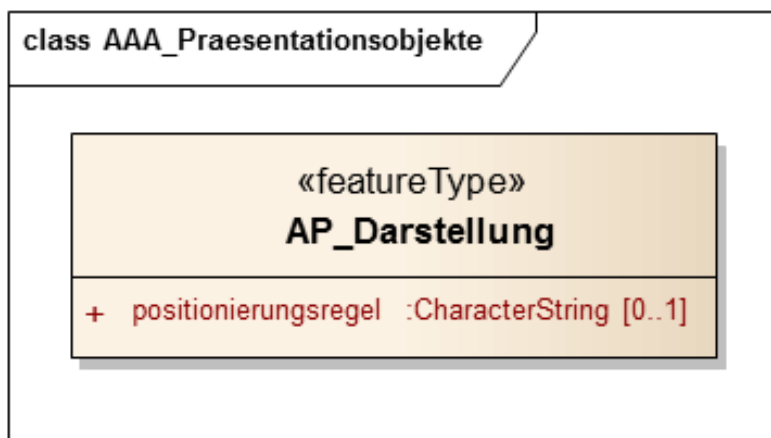 class AAA_Praesentationsobjekte
«featureType»
AP_Darstellung
+ positionierungsregel :CharacterString [0..1]